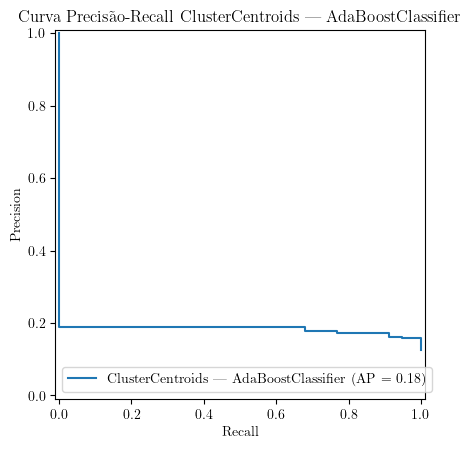 Curva Precisão-Recall ClusterCentroids — AdaBoostClassifier
1.0
0.8
0.6
0.4
0.2
0.0
Precision
ClusterCentroids — AdaBoostClassifier (AP = 0.18)
0.0 0.2 0.4 0.6 0.8 1.0
Recall